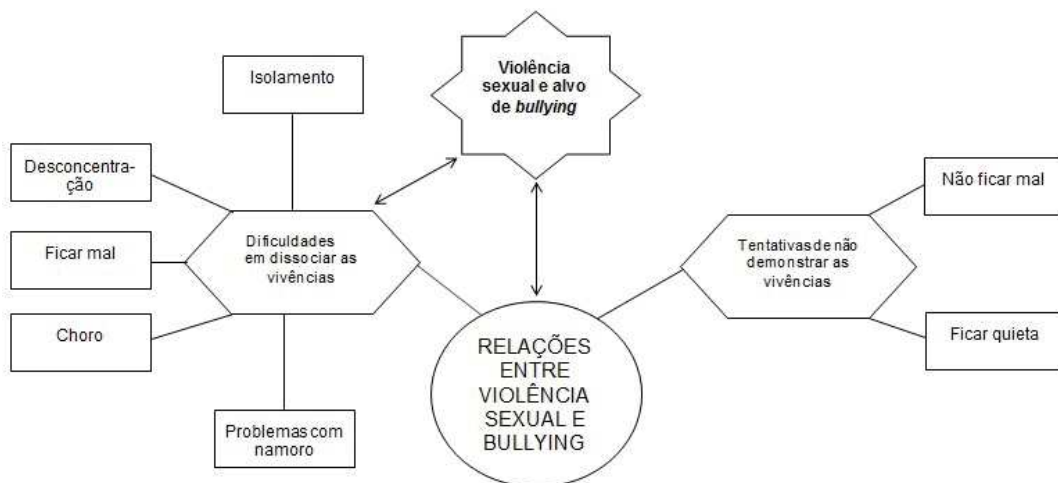 Isolamento
Violência
sexual e alvo
de bullying
Desconcentra-
ção
Não ficar mal
Ficar mal
Dificuldades
em dissociar as
vivências
Tentativas de não
demonstrar as
vivências
Choro
Ficar quieta
RELAÇÕES
ENTRE
VIOLÊNCIA
SEXUAL E
BULLYING
Problemas com
namoro